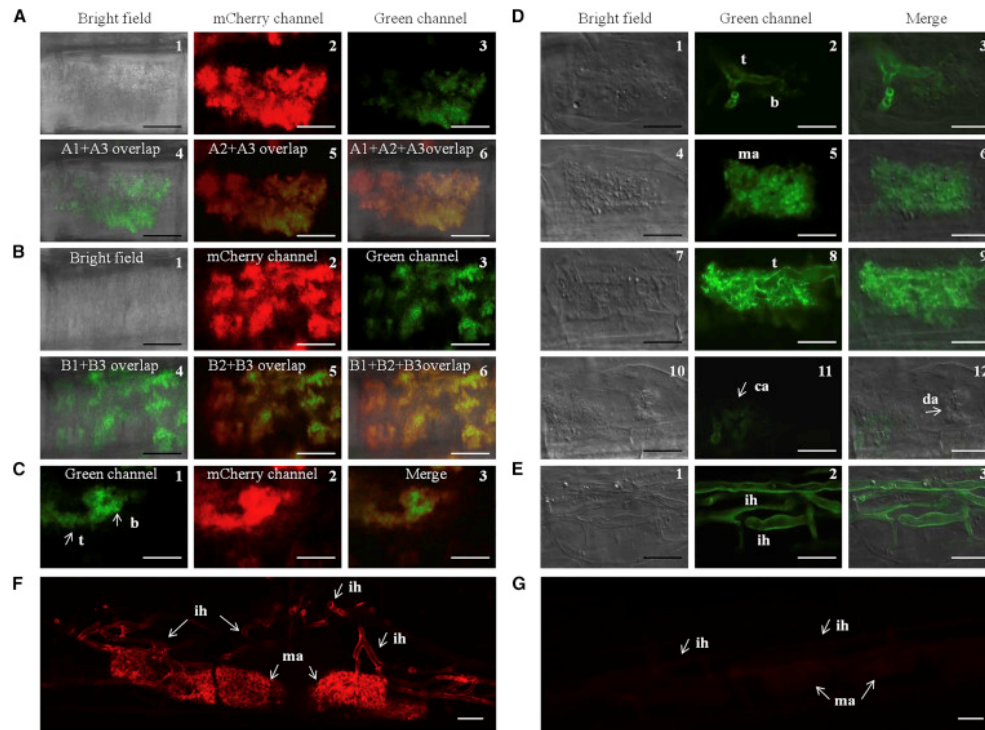 A
Bright field mCherry channel Green channel
1 2 3
A1+A3 overlap A2+A3 overlap A1+A2+A3overlap
4 5 6
B
Bright field mCherry channel Green channel
1 2 3
B1+B3 overlap B2+B3 overlap B1+B2+B3overlap
4 5 6
C
Green channel mCherry channel Merge
1 2 3
b
t
D
Bright field Green channel Merge
1 2 3
t
b
4 5 6
ma
7 8 9
t
10 11 12
ca
da
E
1 2 3
ih
ih
F
ih
ih
ih
ma
G
ih
ih
ma